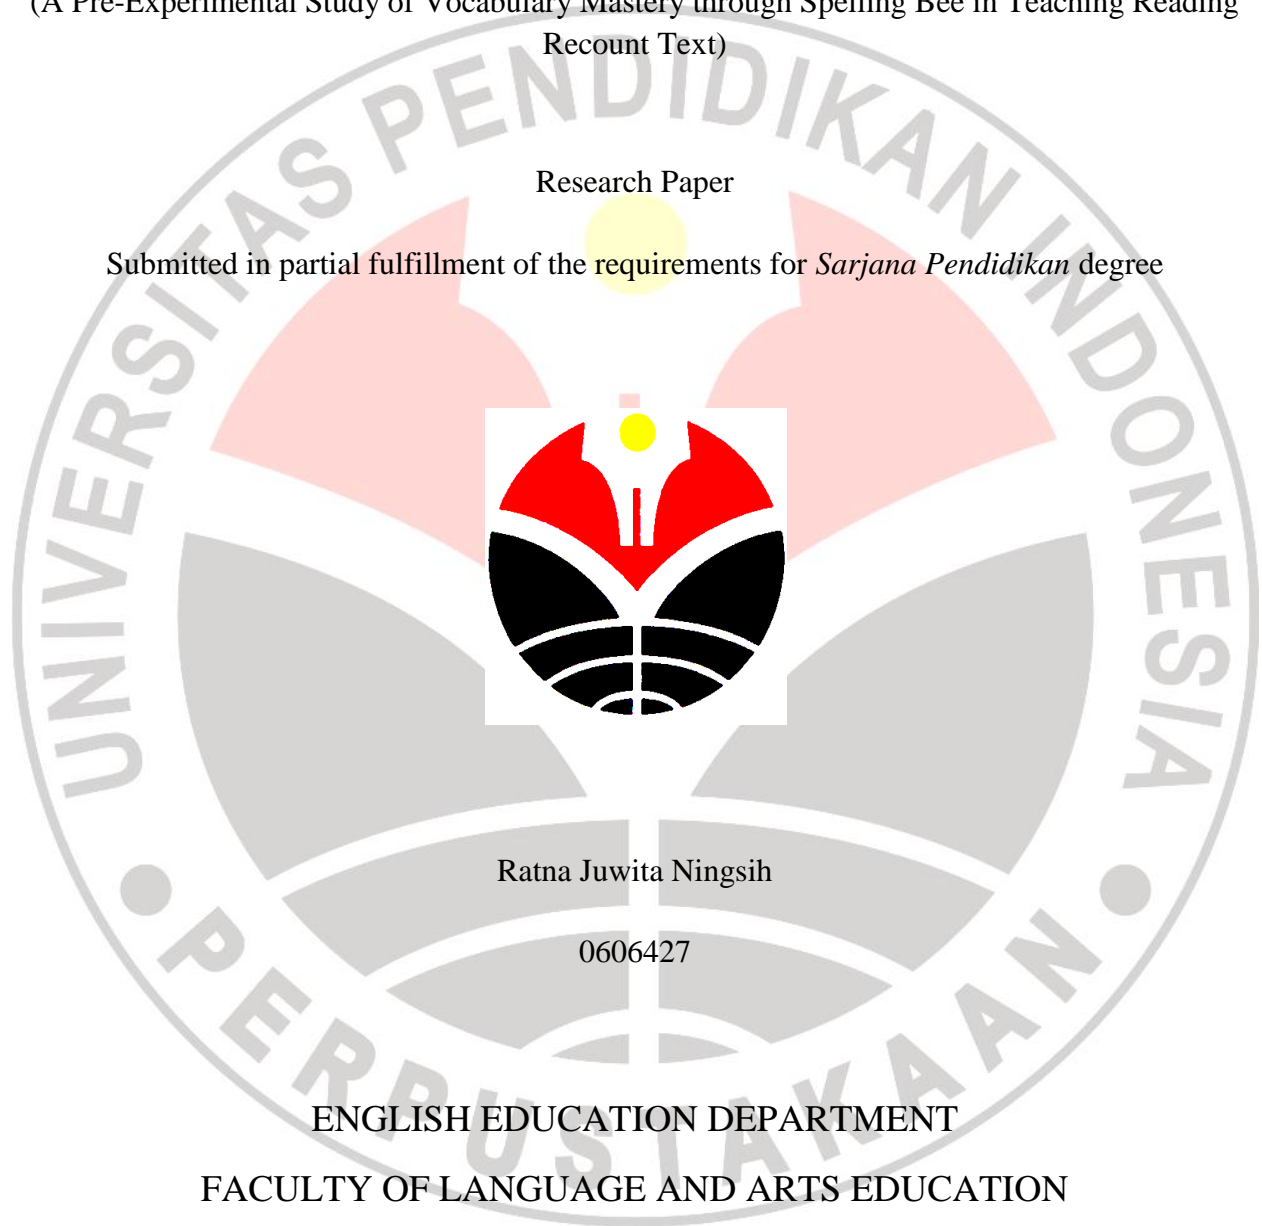 (A Pre-Experimental Study of Vocabulary Mastery through Spelling Bee in Teaching Reading
Recount Text)
UNIVERSITAS PENDIDIKAN INDONESIA
Research Paper
Submitted in partial fulfillment of the requirements for Sarjana Pendidikan degree
Ratna Juwita Ningsih
0606427
PERPUSTAKAAN
ENGLISH EDUCATION DEPARTMENT
FACULTY OF LANGUAGE AND ARTS EDUCATION